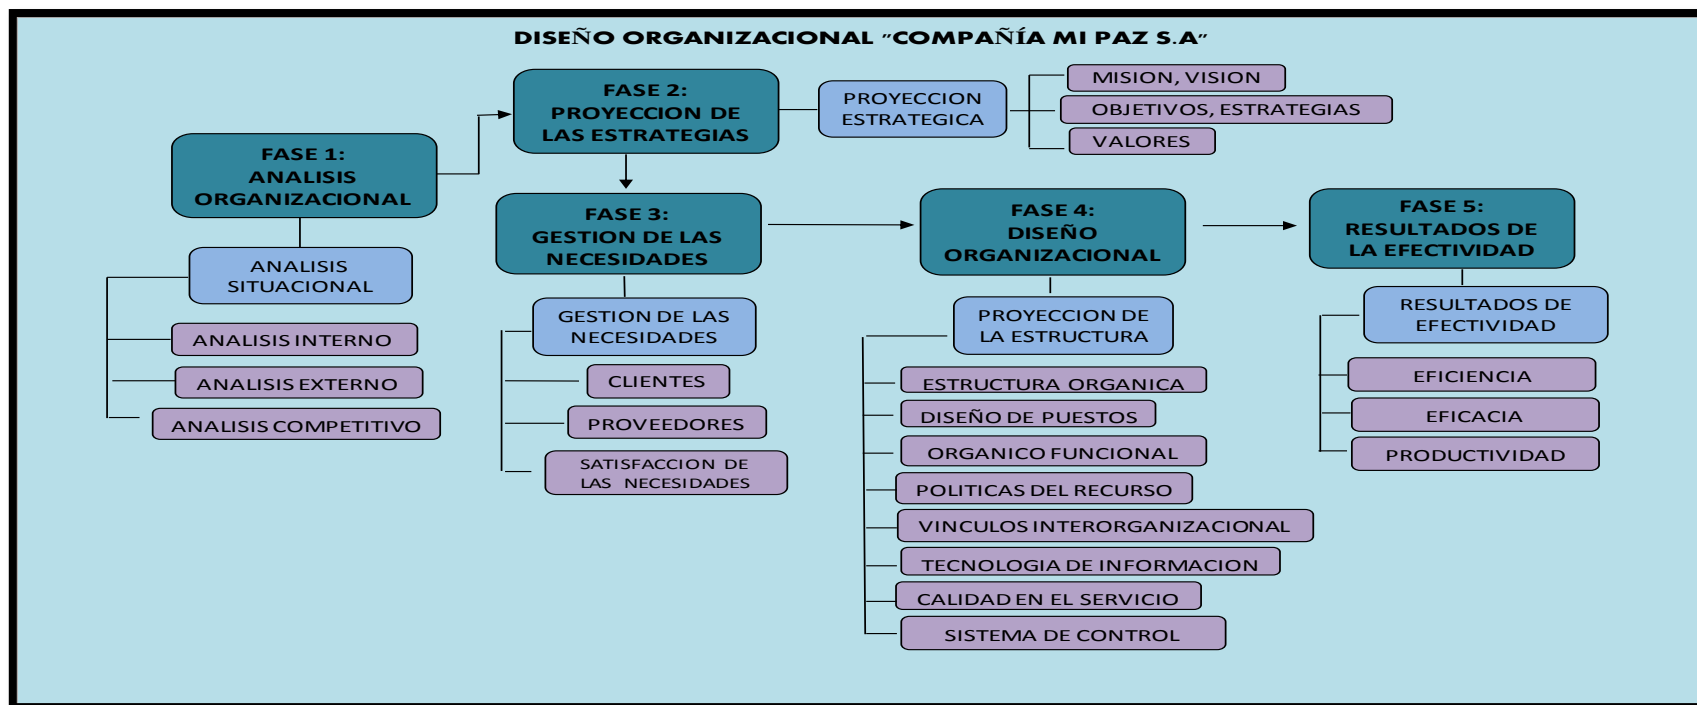 DISEÑO ORGANIZACIONAL "COMPAÑÍA MI PAZ S.A"
FASE 1:
ANALISIS
ORGANIZACIONAL
ANALISIS
SITUACIONAL
ANALISIS INTERNO
ANALISIS EXTERNO
ANALISIS COMPETITIVO
FASE 2:
PROYECCION DE
LAS ESTRATEGIAS
PROYECCION
ESTRATEGICA
MISION, VISION
OBJETIVOS, ESTRATEGIAS
VALORES
FASE 3:
GESTION DE LAS
NECESIDADES
GESTION DE LAS
NECESIDADES
CLIENTES
PROVEEDORES
SATISFACCION DE
LAS NECESIDADES
FASE 4:
DISEÑO
ORGANIZACIONAL
PROYECCION DE
LA ESTRUCTURA
ESTRUCTURA ORGANICA
DISEÑO DE PUESTOS
ORGANICO FUNCIONAL
POLITICAS DEL RECURSO
VINCULOS INTERORGANIZACIONAL
TECNOLOGIA DE INFORMACION
CALIDAD EN EL SERVICIO
SISTEMA DE CONTROL
FASE 5:
RESULTADOS DE
LA EFECTIVIDAD
RESULTADOS DE
EFECTIVIDAD
EFICIENCIA
EFICACIA
PRODUCTIVIDAD